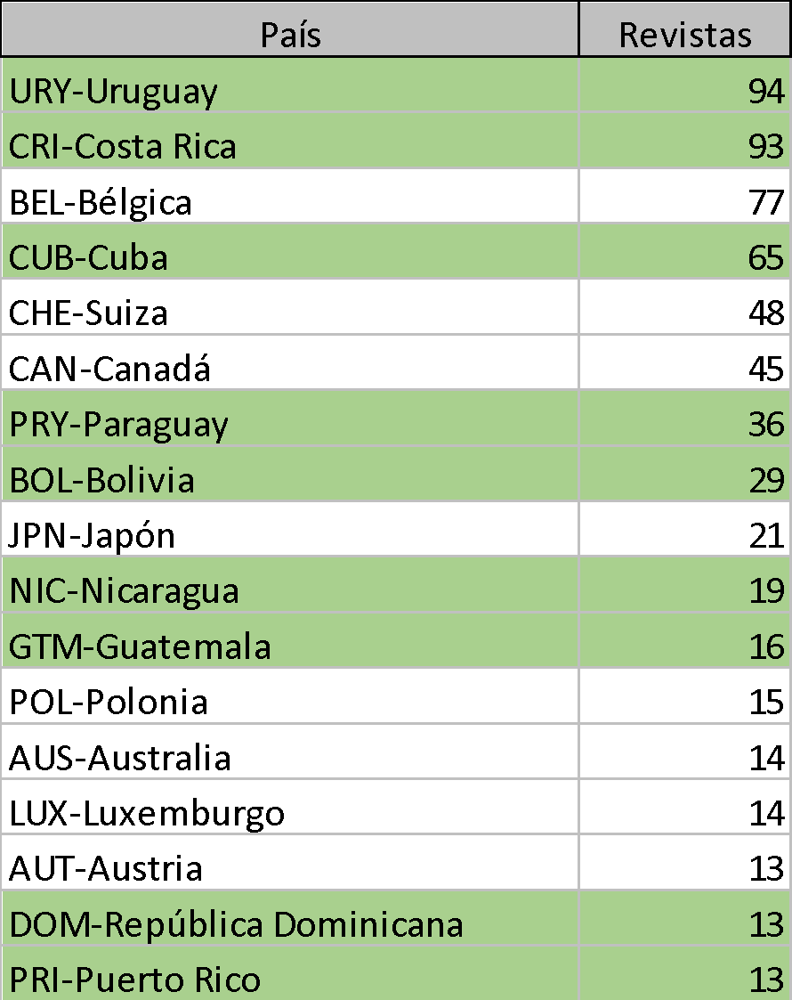 País Revistas
URY-Uruguay 94
CRI-Costa Rica 93
BEL-Bélgica 77
CUB-Cuba 65
CHE-Suiza 48
CAN-Canadá 45
PRY-Paraguay 36
BOL-Bolivia 29
JPN-Japón 21
NIC-Nicaragua 19
GTM-Guatemala 16
POL-Polonia 15
AUS-Australia 14
LUX-Luxemburgo 14
AUT-Austria 13
DOM-República Dominicana 13
PRI-Puerto Rico 13